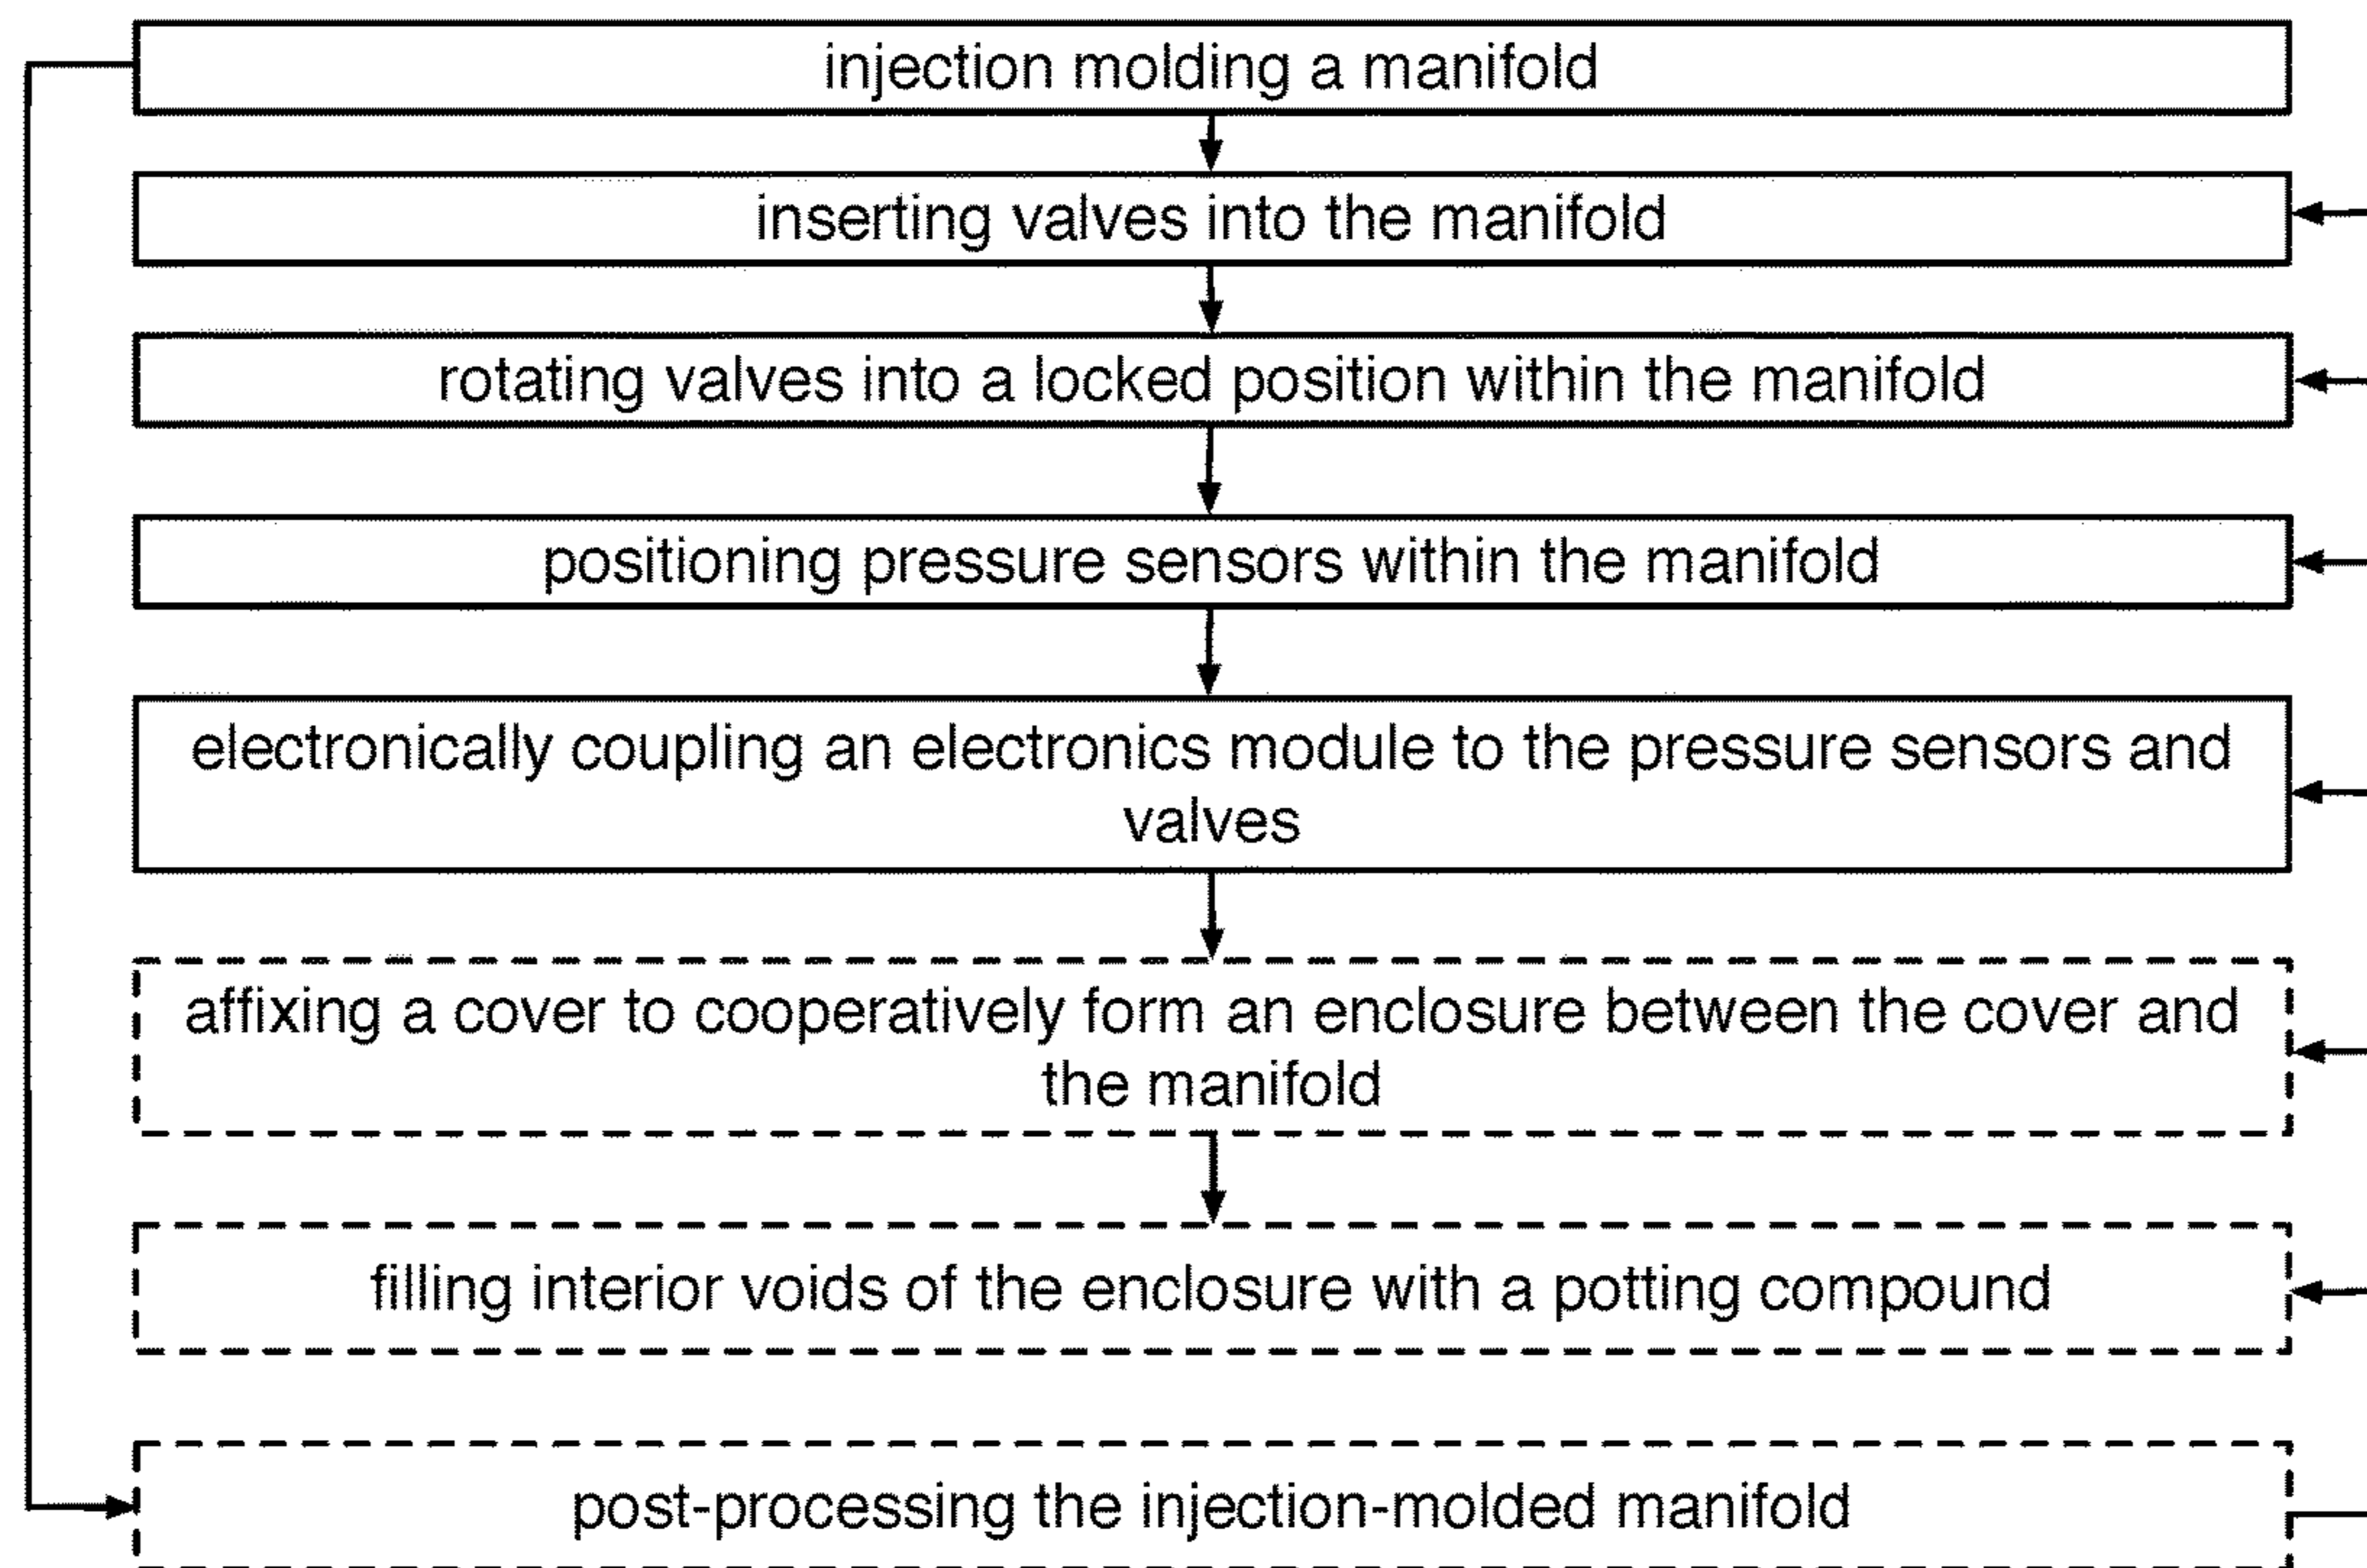 injection molding a manifold
inserting valves into the manifold
rotating valves into a locked position within the manifold
positioning pressure sensors within the manifold
electronically coupling an electronics module to the pressure sensors and
valves
affixing a cover to cooperatively form an enclosure between the cover and
the manifold
filling interior voids of the enclosure with a potting compound
post-processing the injection-molded manifold